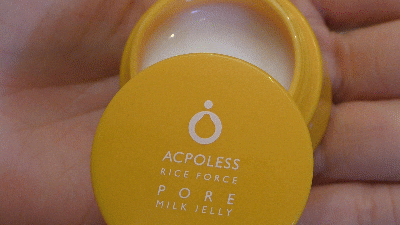 ACPOLESS
RICE FORCE
PORE
MILK JELLY